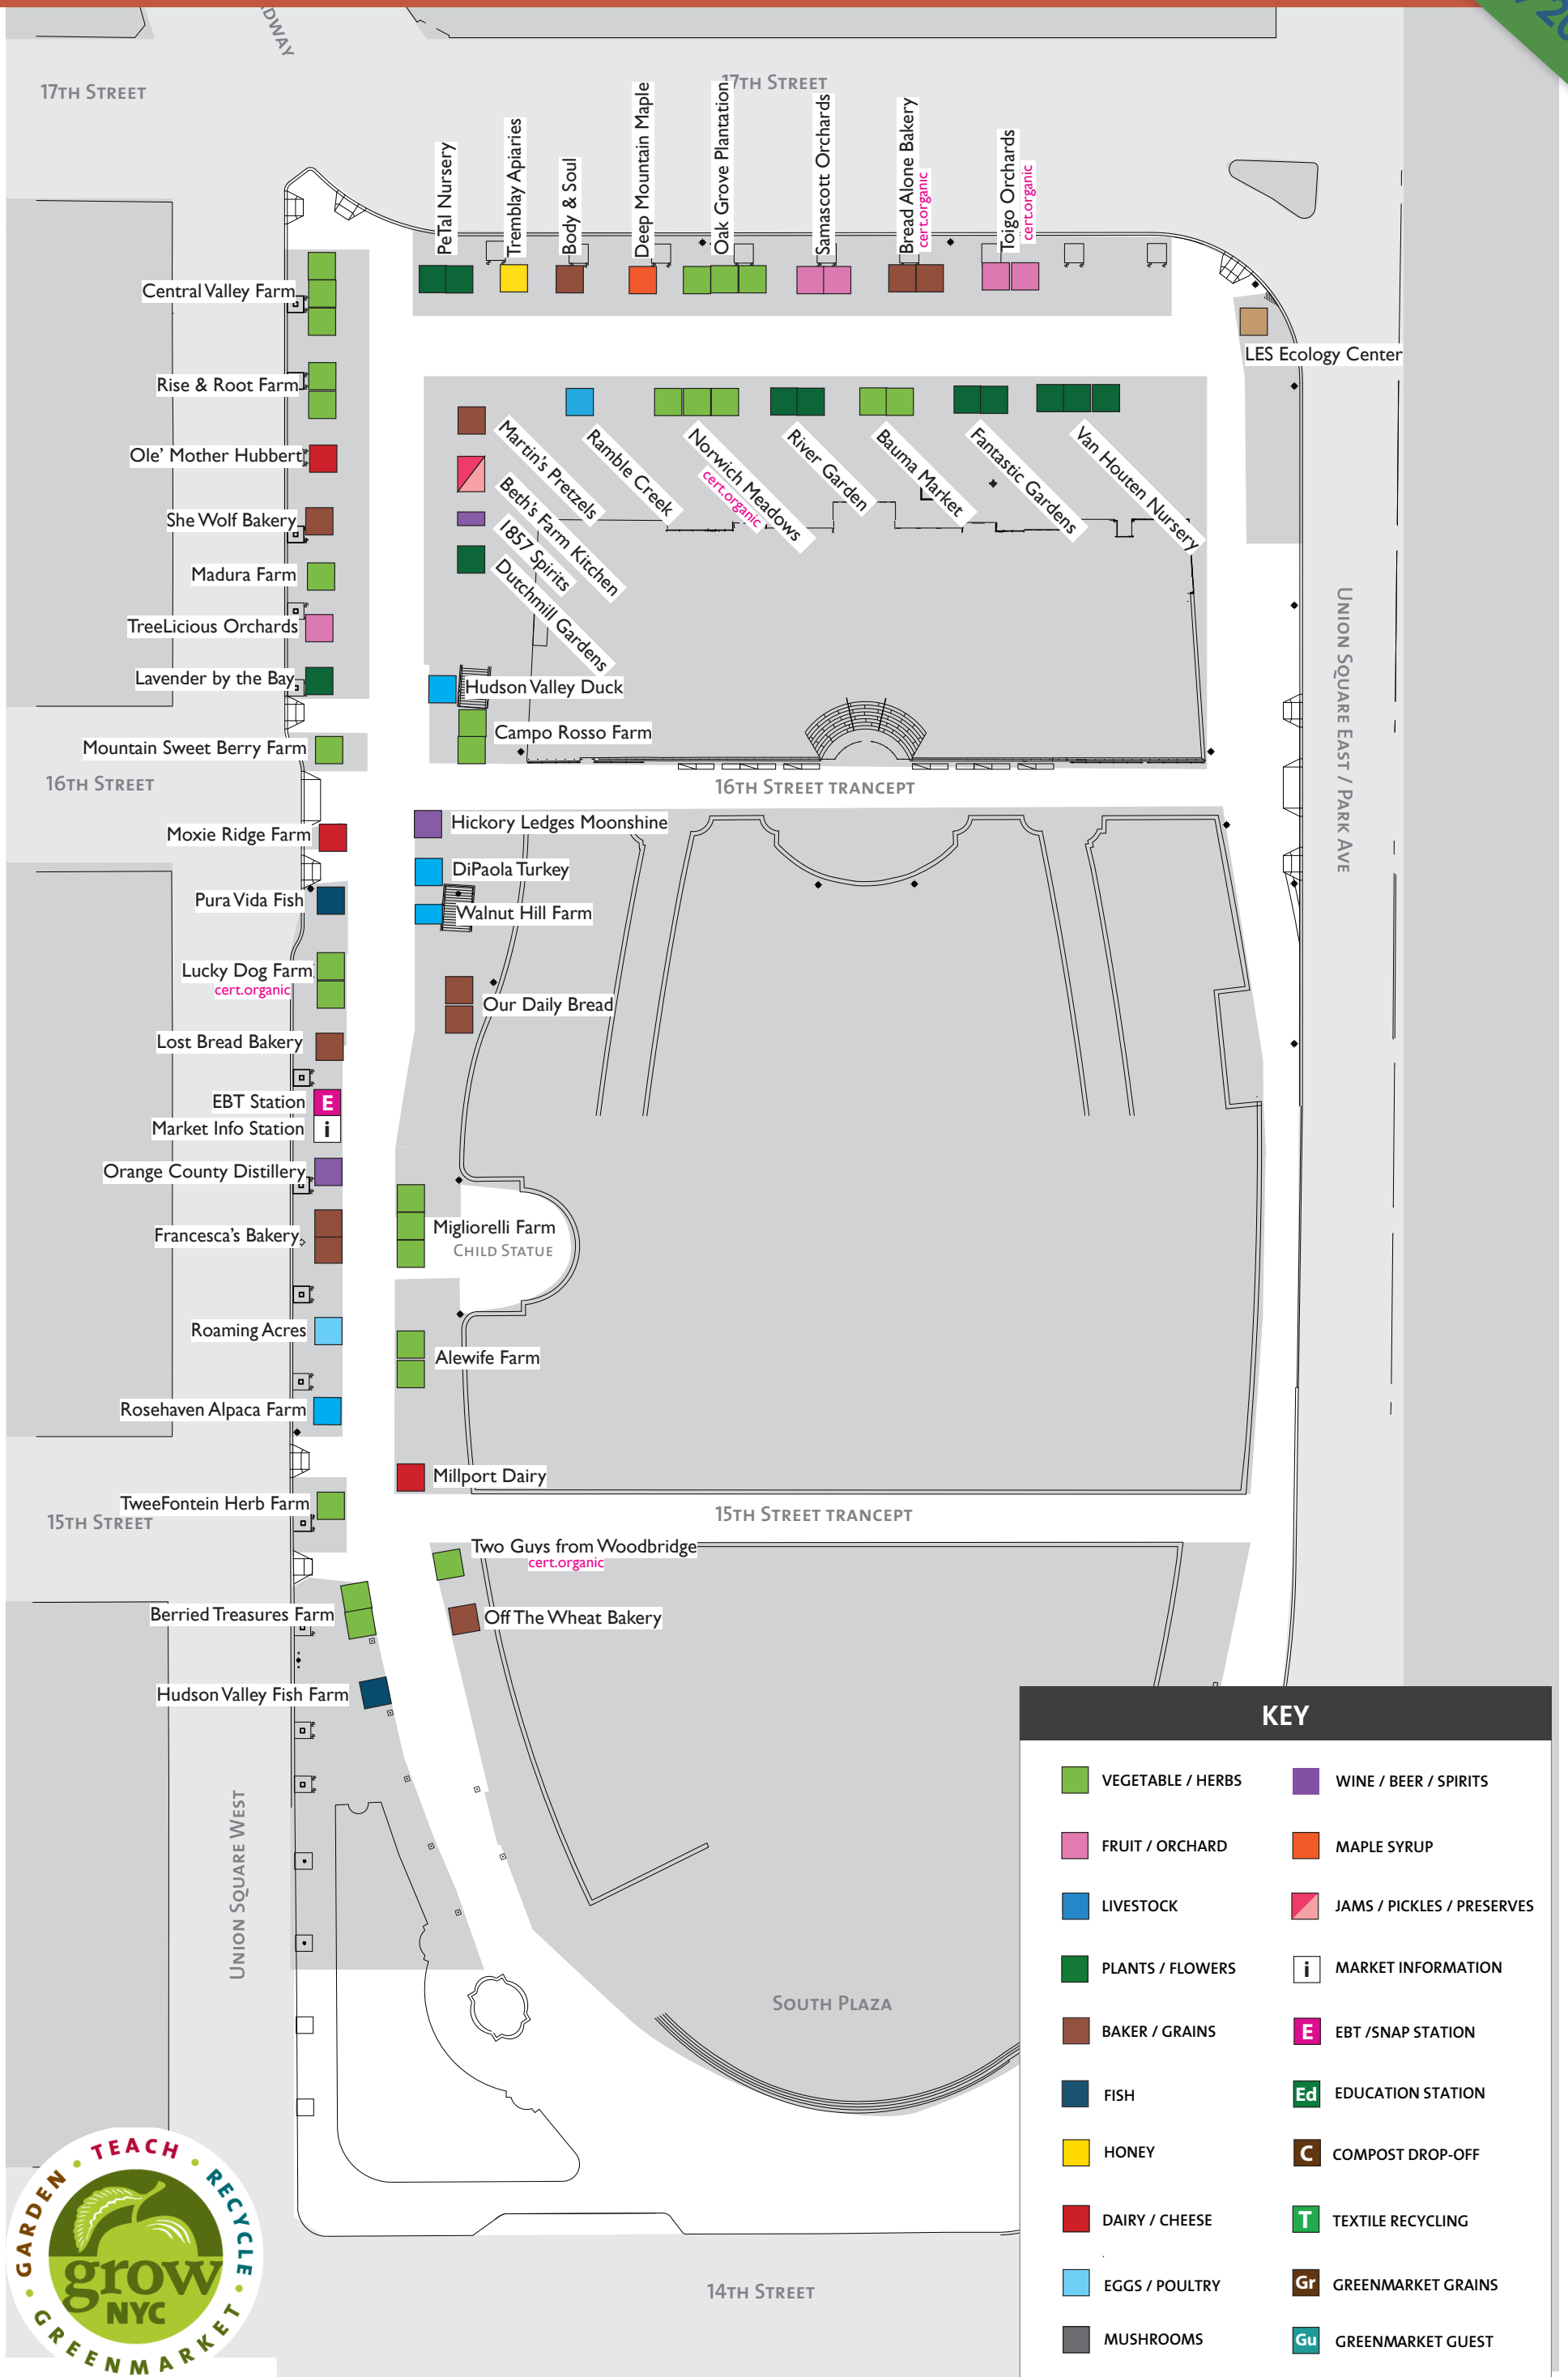 /20
DWAY
17TH STREET
17TH STREET
PeTal Nursery
Tremblay Apiaries
Body & Soul
Deep Mountain Maple
Oak Grove Plantation
Samascott Orchards
Bread Alone Bakery
cert.organic
Toigo Orchards
cert.organic
LES Ecology Center
Central Valley Farm
Rise & Root Farm
Ole' Mother Hubbert
She Wolf Bakery
Madura Farm
TreeLicious Orchards
Lavender by the Bay
Mountain Sweet Berry Farm
16TH STREET
Martin's Pretzels
Beth's Farm Kitchen
1857 Spirits
Dutchmill Gardens
Ramble Creek
Norwich Meadows
cert.organic
River Garden
Bauma Market
Fantastic Gardens
Van Houten Nursery
Hudson Valley Duck
Campo Rosso Farm
16TH STREET TRANCEPT
UNION SQUARE EAST / PARK AVE
Moxie Ridge Farm
Pura Vida Fish
Lucky Dog Farm
cert.organic
Lost Bread Bakery
EBT Station
E
Market Info Station
i
Orange County Distillery
Francesca's Bakery
Roaming Acres
Rosehaven Alpaca Farm
TweeFontein Herb Farm
15TH STREET
Hickory Ledges Moonshine
DiPaola Turkey
Walnut Hill Farm
Our Daily Bread
Migliorelli Farm
CHILD STATUE
Alewife Farm
Millport Dairy
15TH STREET TRANCEPT
Two Guys from Woodbridge
cert.organic
Off The Wheat Bakery
Berried Treasures Farm
Hudson Valley Fish Farm
UNION SQUARE WEST
SOUTH PLAZA
14TH STREET
KEY
VEGETABLE / HERBS
FRUIT / ORCHARD
LIVESTOCK
PLANTS / FLOWERS
BAKER / GRAINS
FISH
HONEY
DAIRY / CHEESE
EGGS / POULTRY
MUSHROOMS
WINE / BEER / SPIRITS
MAPLE SYRUP
JAMS / PICKLES / PRESERVES
i MARKET INFORMATION
E EBT /SNAP STATION
Ed EDUCATION STATION
C COMPOST DROP-OFF
T TEXTILE RECYCLING
Gr GREENMARKET GRAINS
Gu GREENMARKET GUEST
GARDEN • TEACH • RECYCLE • GREENMARKET •
grow
NYC